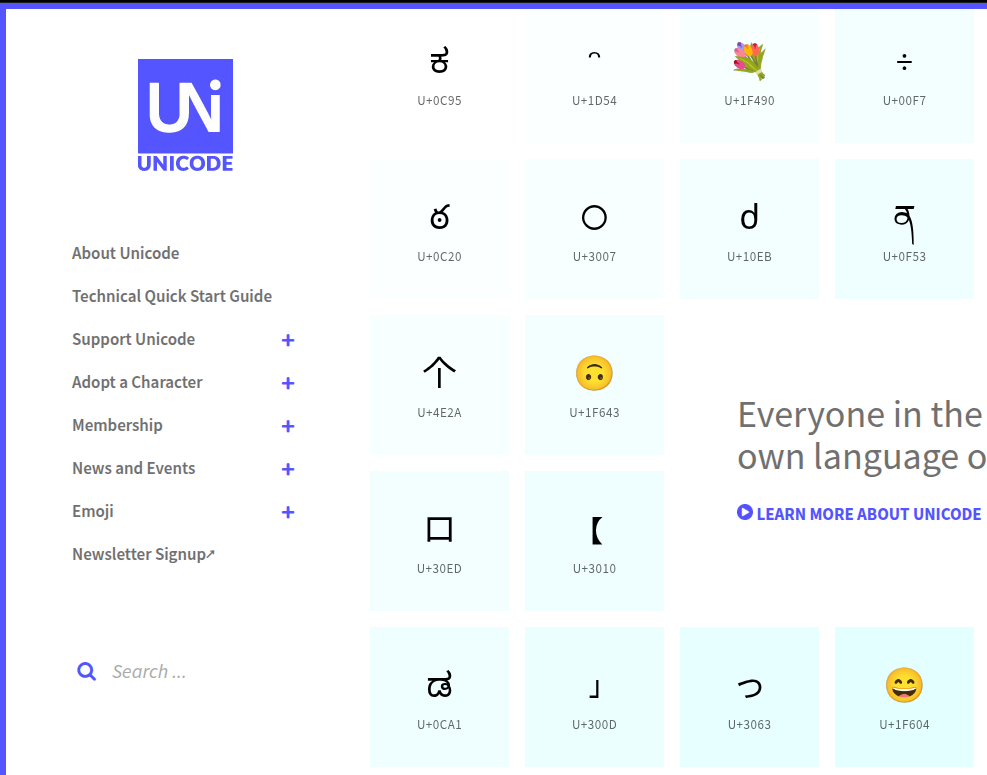 UNi
UNICODE
About Unicode
Technical Quick Start Guide
Support Unicode +
Adopt a Character +
Membership +
News and Events +
Emoji +
Newsletter Signup↗
Search ...
ಕ ᵔ 💐 ÷
U+0C95 U+1D54 U+1F490 U+00F7
ఠ 〇 ძ ན
U+0C20 U+3007 U+10EB U+0F53
个 🙃
U+4E2A U+1F643
Everyone in the
own language o
LEARN MORE ABOUT UNICODE
ロ 【
U+30ED U+3010
ಡ 」 っ 😄
U+0CA1 U+300D U+3063 U+1F604